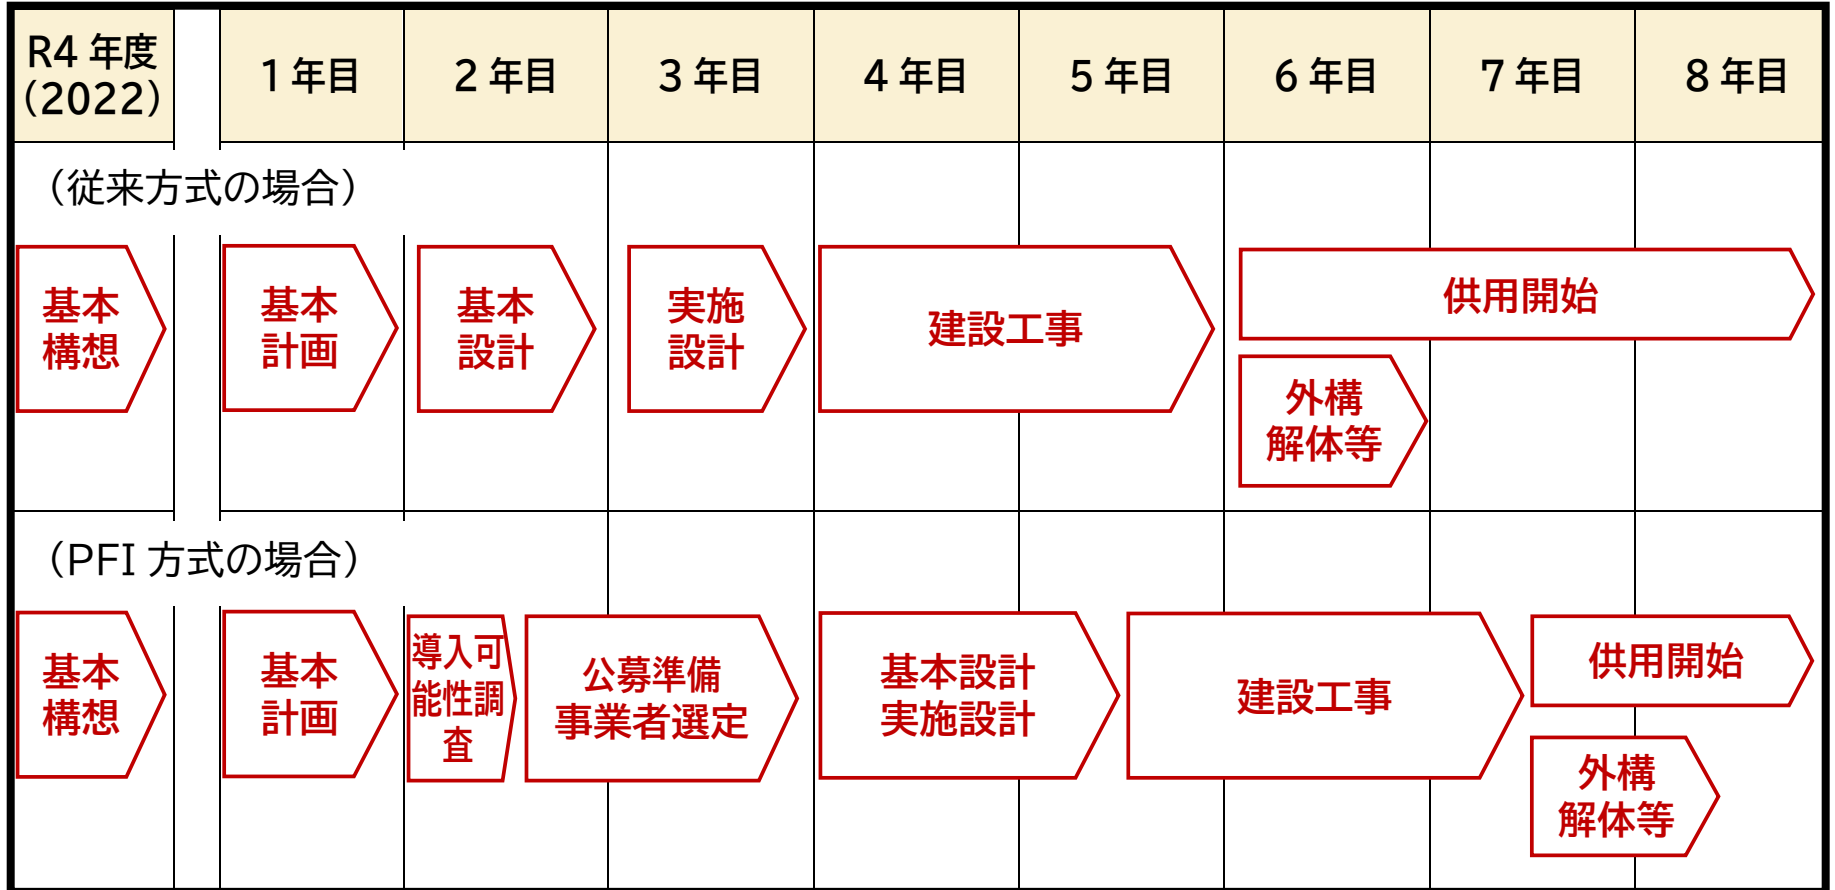 R4 年度
（2022）
1 年目
2 年目
3 年目
4 年目
5 年目
6 年目
7 年目
8 年目
（従来方式の場合）
基本
構想
基本
計画
基本
設計
実施
設計
建設工事
供用開始
外構
解体等
（PFI 方式の場合）
基本
構想
基本
計画
導入可
能性調
査
公募準備
事業者選定
基本設計
実施設計
建設工事
供用開始
外構
解体等